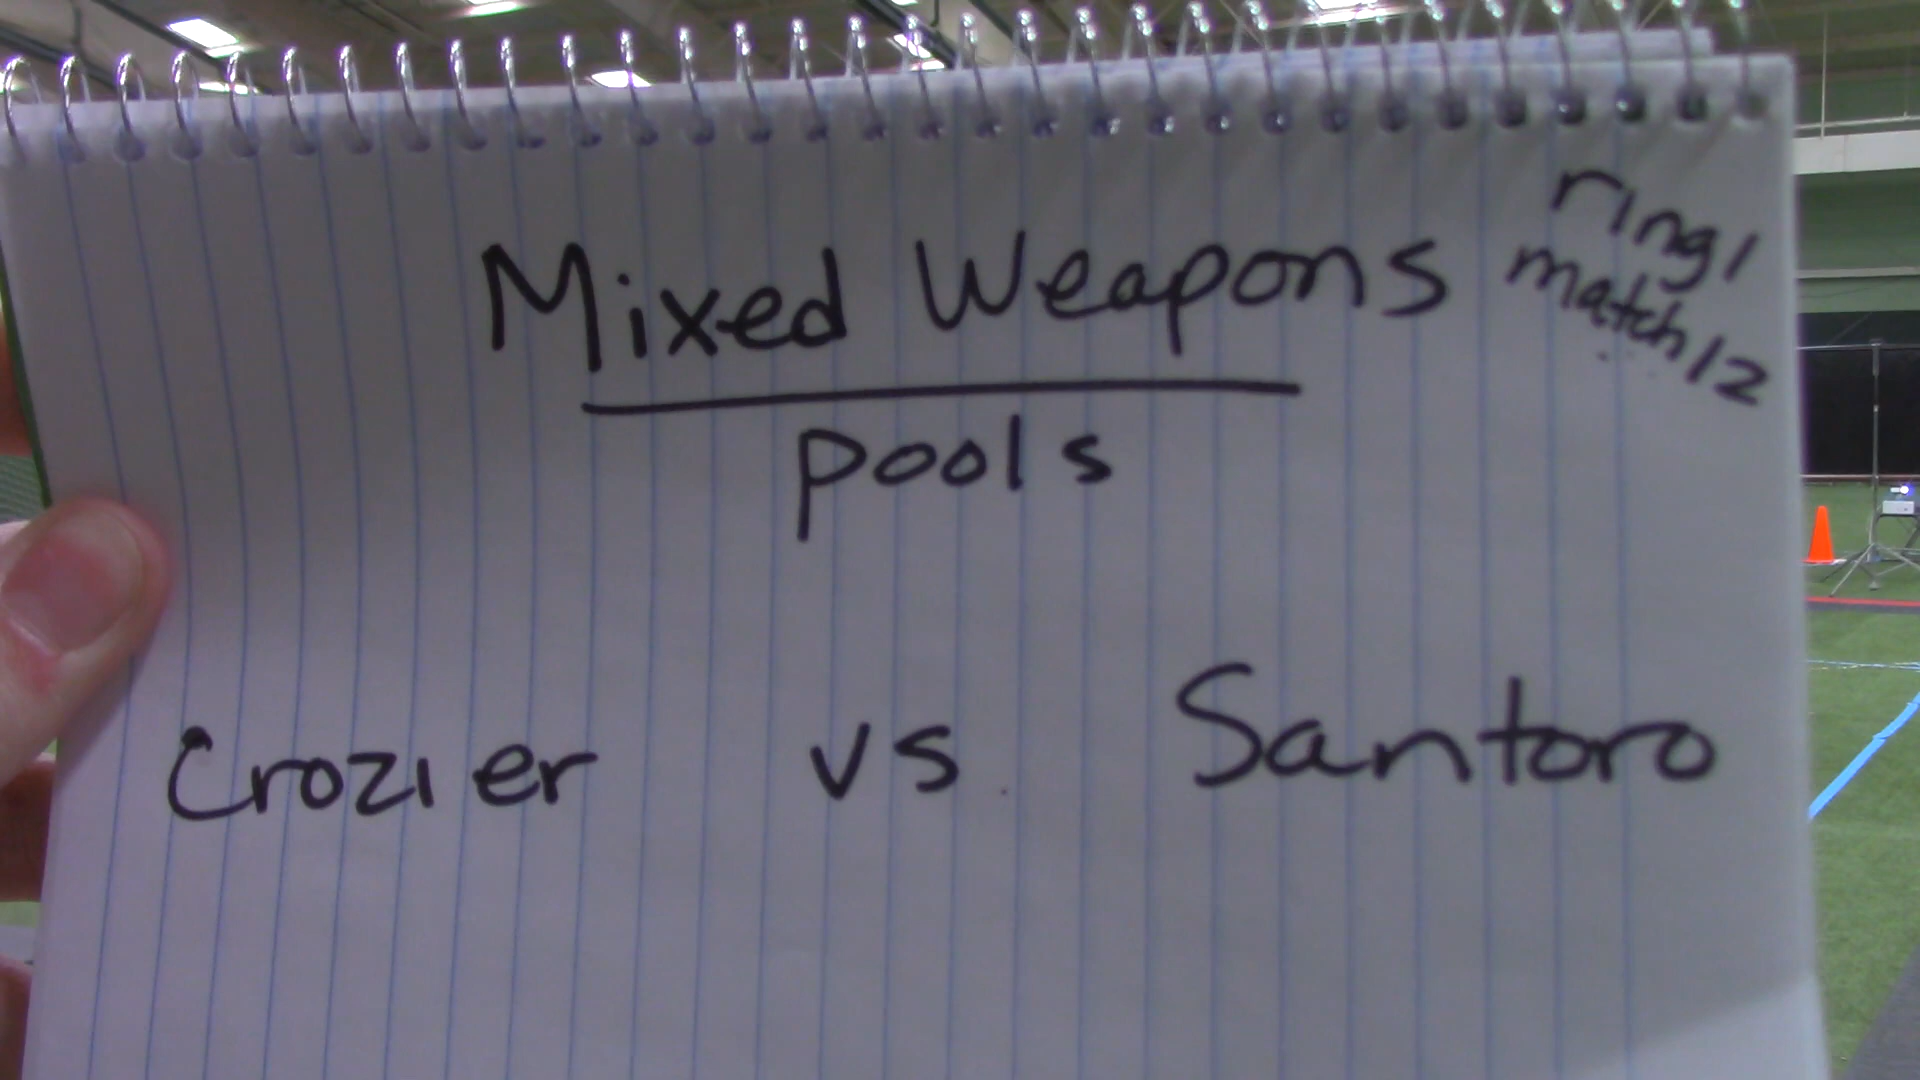 Mixed Weapons
ring 1
match 12
pools
Crozier vs. Santoro